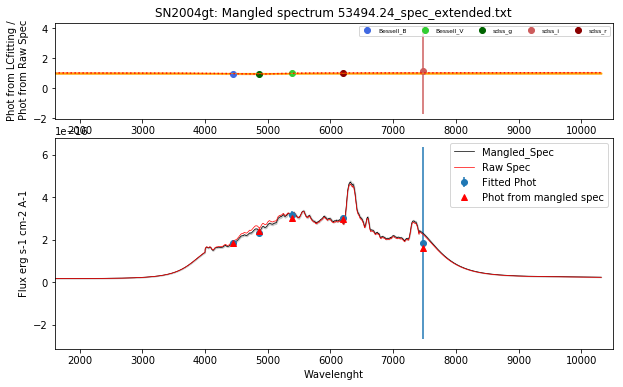 SN2004gt: Mangled spectrum 53494.24_spec_extended.txt
Phot from LCfitting /
Phot from Raw Spec
4
2
0
−2
Bessell_B
Bessell_V
sdss_g
sdss_i
sdss_r
2000 3000 4000 5000 6000 7000 8000 9000 10000
1e−16
Flux erg s-1 cm-2 A-1
6
4
2
0
−2
Mangled_Spec
Raw Spec
Fitted Phot
Phot from mangled spec
2000 3000 4000 5000 6000 7000 8000 9000 10000
Wavelenght